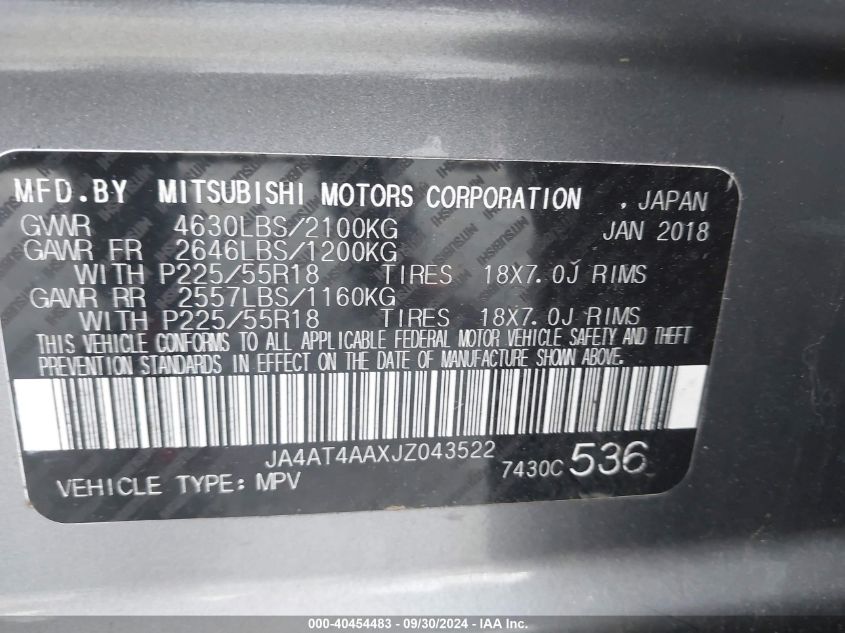 MFD.BY MITSUBISHI MOTORS CORPORATION . JAPAN
GVWR 4630LBS/2100KG JAN 2018
GAWR FR 2646LBS/1200KG
WITH P225/55R18 TIRES 18X7.0J RIMS
GAWR RR 2557LBS/1160KG
WITH P225/55R18 TIRES 18X7.0J RIMS
THIS VEHICLE CONFORMS TO ALL APPLICABLE FEDERAL MOTOR VEHICLE SAFETY AND THEFT
PREVENTION STANDARDS IN EFFECT ON THE DATE OF MANUFACTURE SHOWN ABOVE.
JA4AT4AAXJZ043522 7430C 536
VEHICLE TYPE: MPV
000-40454483 - 09/30/2024 - IAA Inc.